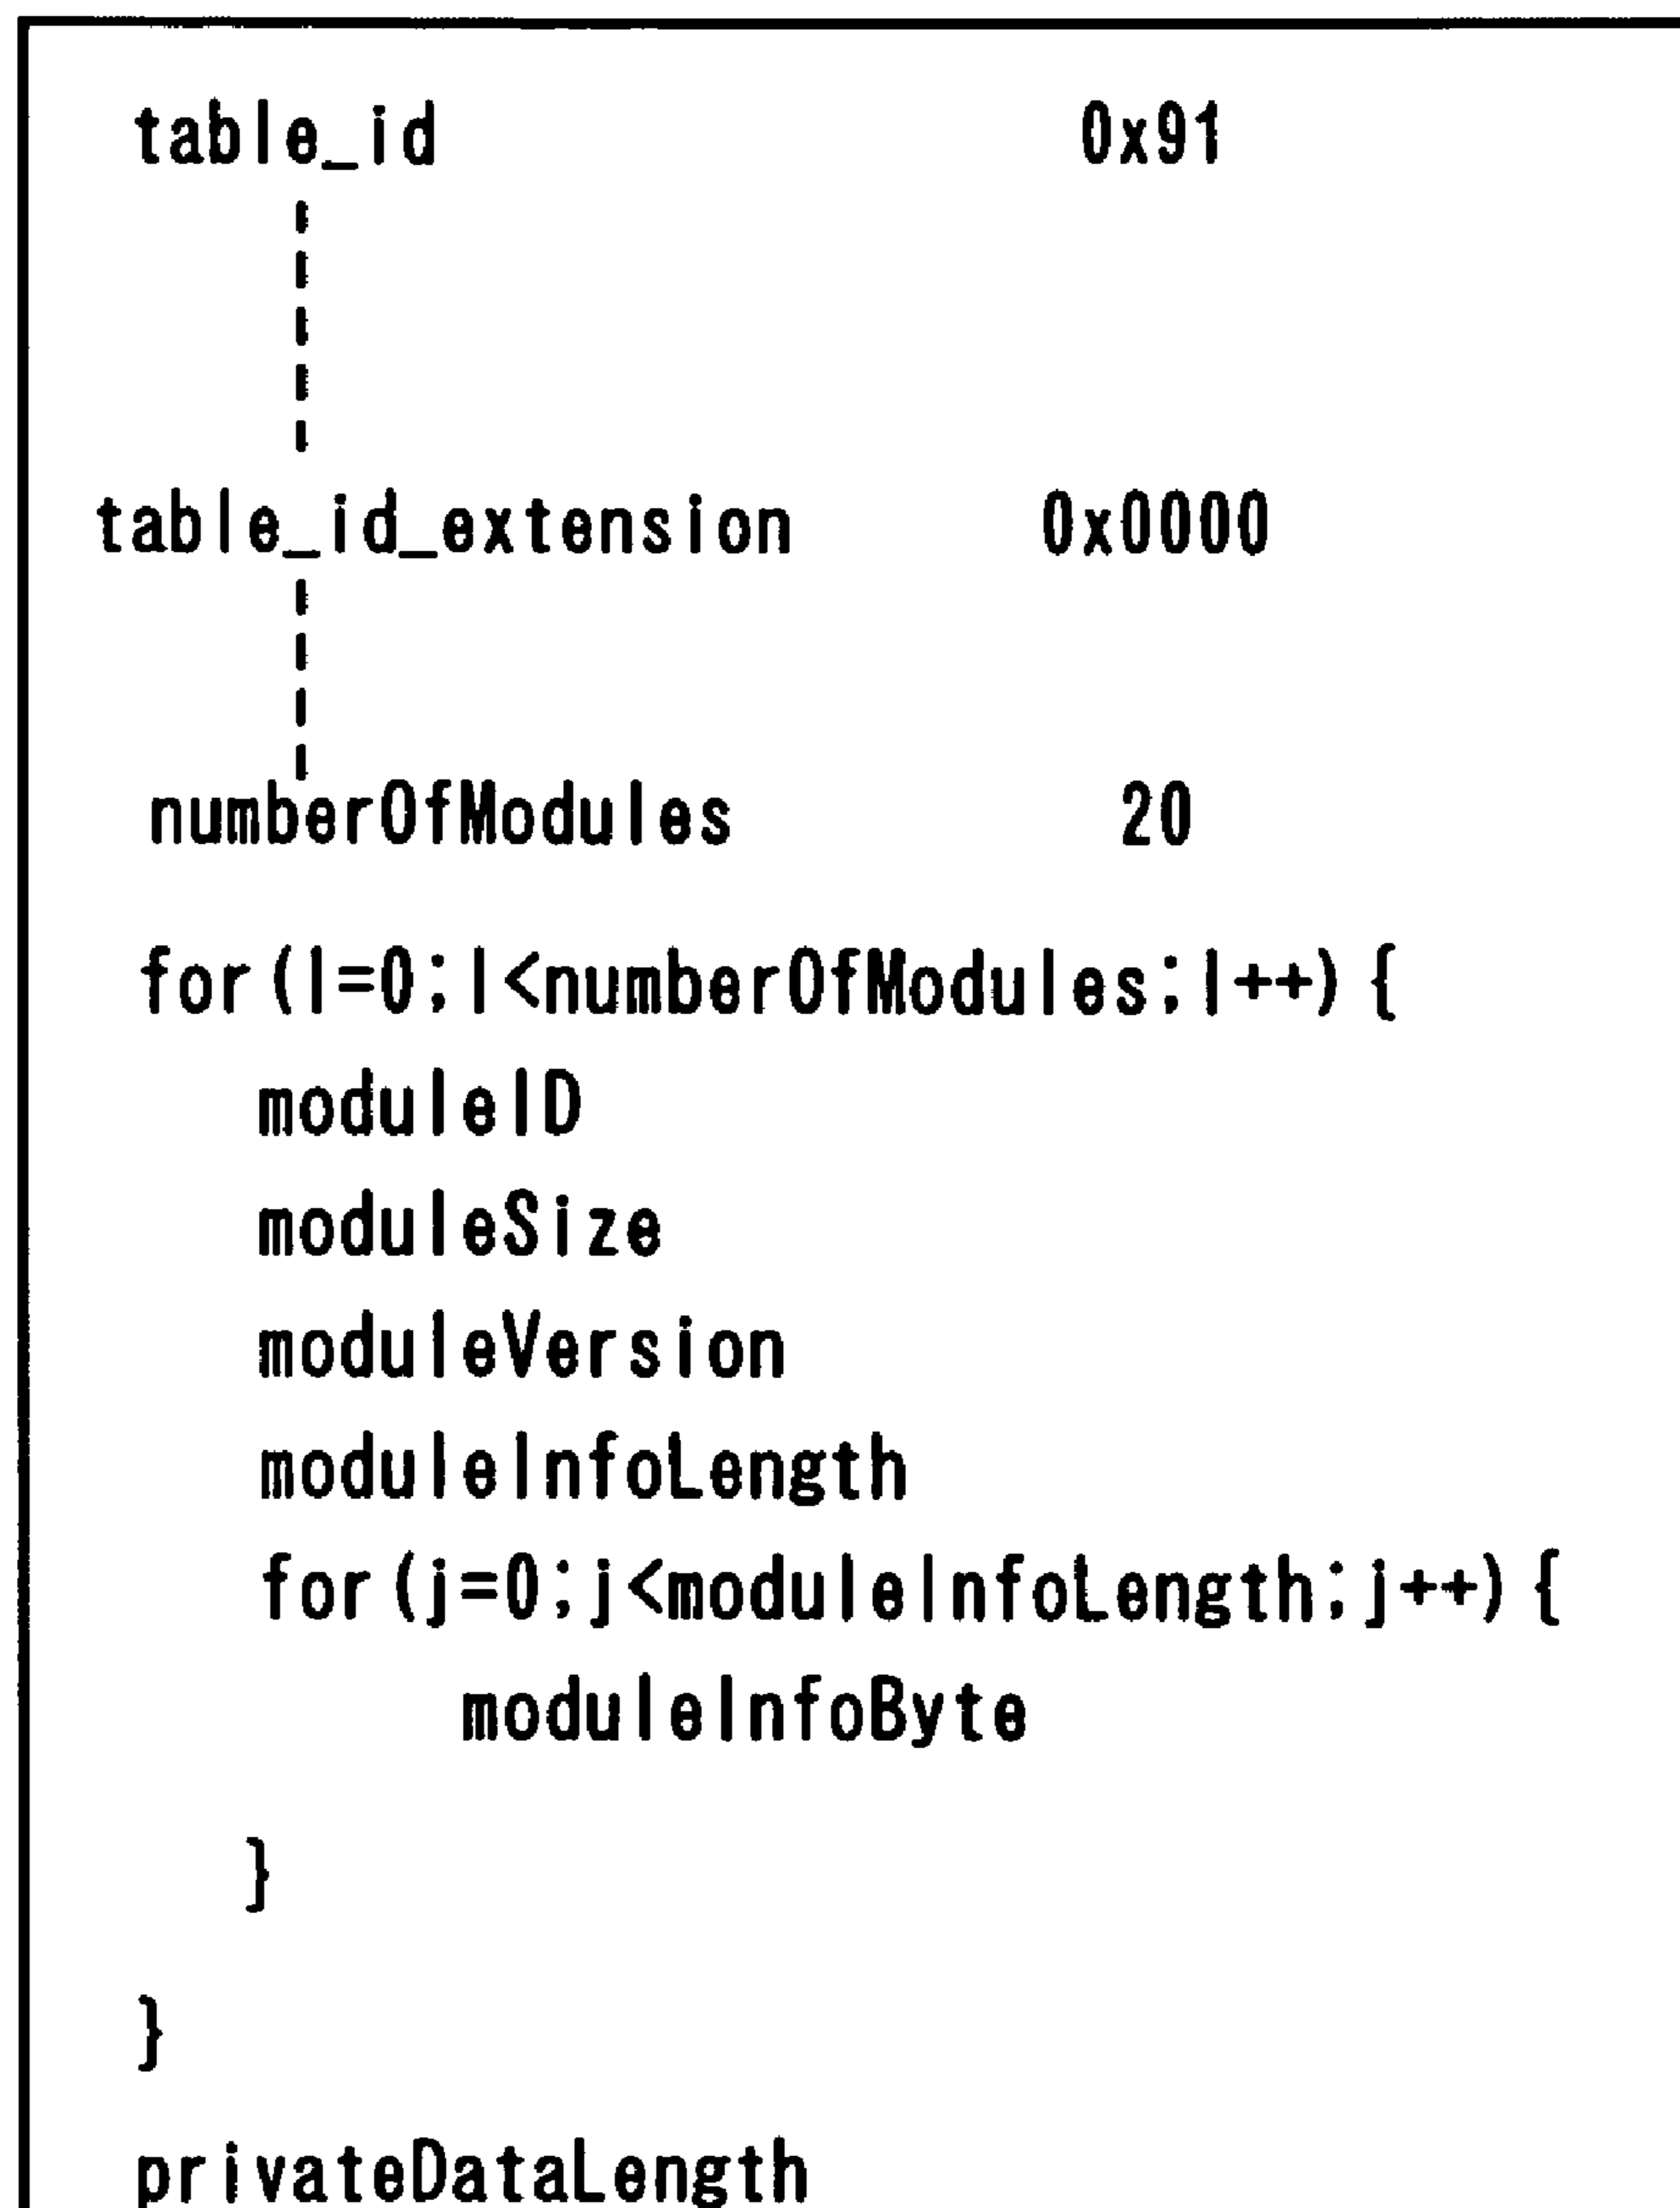 table_id 0x91
table_id_extension 0x0000
numberOfModules 20
for(I=0;I<numberOfModules;I++){
moduleID
moduleSize
moduleVersion
moduleInfoLength
for(j=0;j<moduleInfoLength;j++){
moduleInfoByte
}
}
privateDataLength